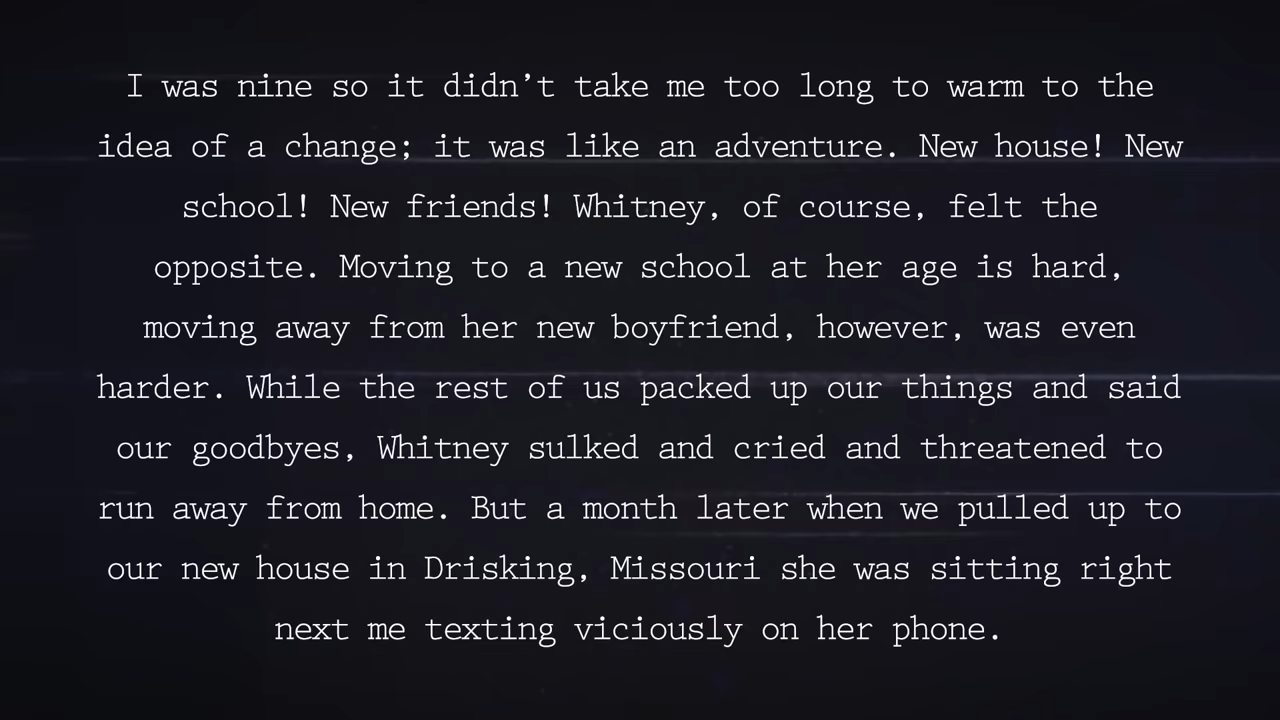 I was nine so it didn’t take me too long to warm to the
idea of a change; it was like an adventure. New house! New
school! New friends! Whitney, of course, felt the
opposite. Moving to a new school at her age is hard,
moving away from her new boyfriend, however, was even
harder. While the rest of us packed up our things and said
our goodbyes, Whitney sulked and cried and threatened to
run away from home. But a month later when we pulled up to
our new house in Drisking, Missouri she was sitting right
next me texting viciously on her phone.